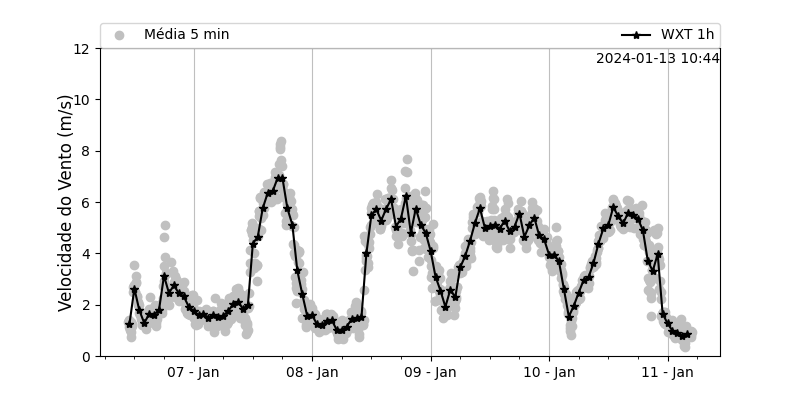 Média 5 min
WXT 1h
2024-01-13 10:44
Velocidade do Vento (m/s)
12
10
8
6
4
2
0
07 - Jan
08 - Jan
09 - Jan
10 - Jan
11 - Jan